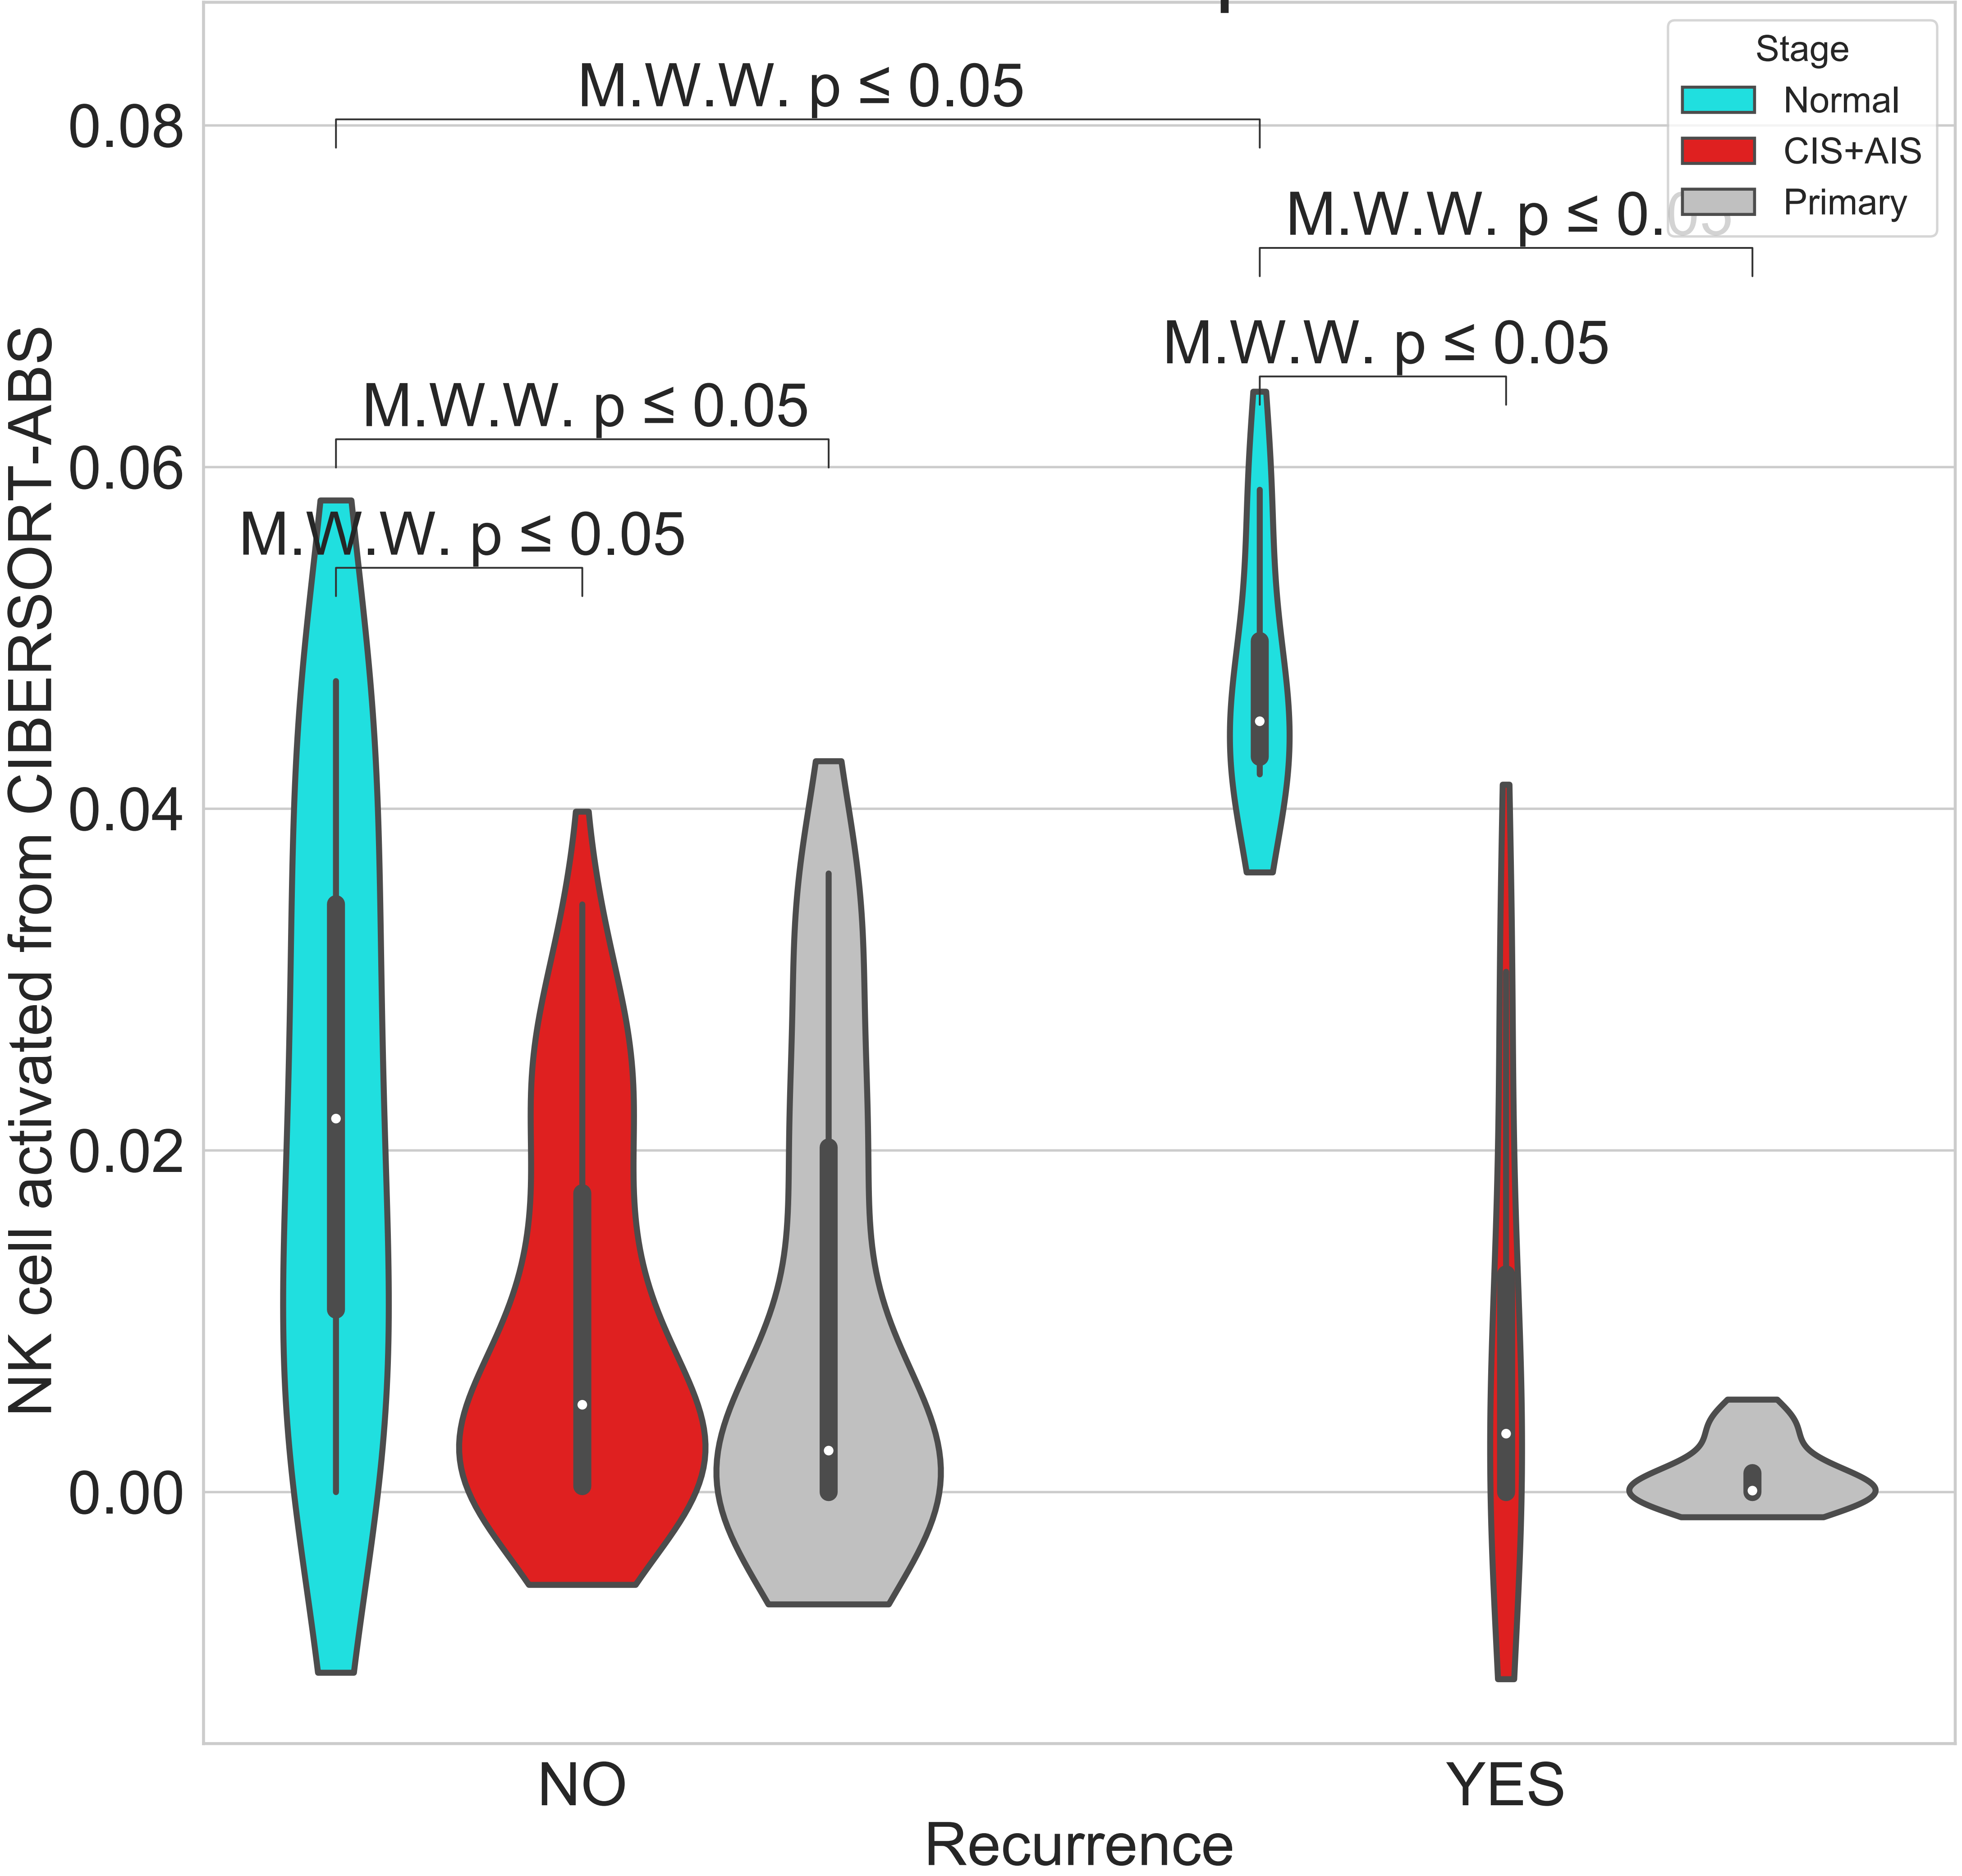 M.W.W. p ≤ 0.05
Stage
Normal
CIS+AIS
Primary
0.08
M.W.W. p ≤ 0.05
M.W.W. p ≤ 0.05
M.W.W. p ≤ 0.05
0.06
M.W.W. p ≤ 0.05
NK cell activated from CIBERSORT-ABS
0.04
0.02
0.00
NO
YES
Recurrence